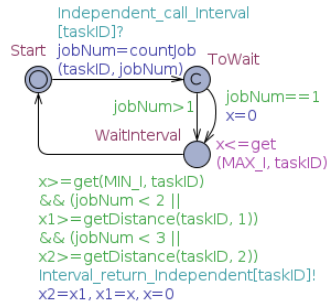 Independent_call_Interval
[taskID]?
Start
jobNum=countJob
(taskID, jobNum)
ToWait
C
jobNum>1
jobNum==1
x=0
WaitInterval
x<=get
(MAX_I, taskID)
x>=get(MIN_I, taskID)
&& (jobNum < 2 ||
x1>=getDistance(taskID, 1))
&& (jobNum < 3 ||
x2>=getDistance(taskID, 2))
Interval_return_Independent[taskID]!
x2=x1, x1=x, x=0